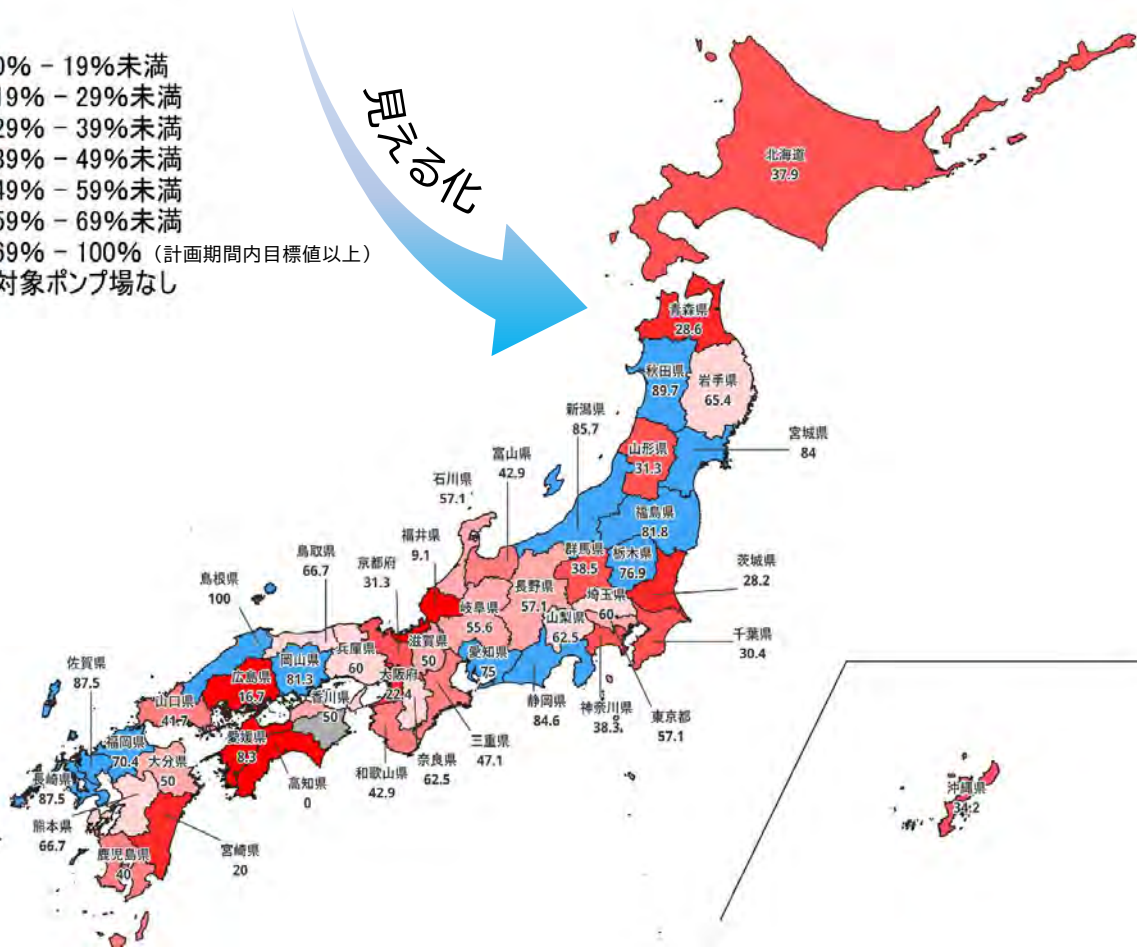 0% - 19%未満
19% - 29%未満
29% - 39%未満
39% - 49%未満
49% - 59%未満
59% - 69%未満
69% - 100%（計画期間内目標値以上）
対象ポンプ場なし
見える化
北海道
37.9
青森県
28.6
秋田県
89.7
岩手県
65.4
新潟県
85.7
宮城県
84
山形県
31.3
富山県
42.9
石川県
57.1
福島県
81.8
福井県
9.1
群馬県
38.5
栃木県
76.9
茨城県
28.2
鳥取県
66.7
京都府
31.3
島根県
100
長野県
57.1
埼玉県
60
岐阜県
55.6
山梨県
62.5
千葉県
30.4
滋賀県
50
兵庫県
60
愛知県
75
岡山県
81.3
佐賀県
87.5
広島県
16.7
大阪府
22.4
香川県
50
山口県
41.7
静岡県
84.6
神奈川県
38.3
東京都
57.1
福岡県
70.4
愛媛県
8.3
三重県
47.1
大分県
50
奈良県
62.5
和歌山県
42.9
高知県
0
長崎県
87.5
熊本県
66.7
宮崎県
20
鹿児島県
40
沖縄県
34.2